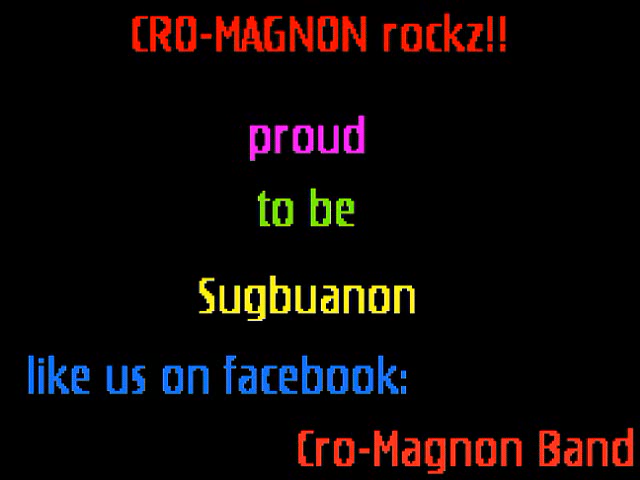 CRO-MAGNON rockz!!
proud
to be
Sugbuanon
like us on facebook:
Cro-Magnon Band